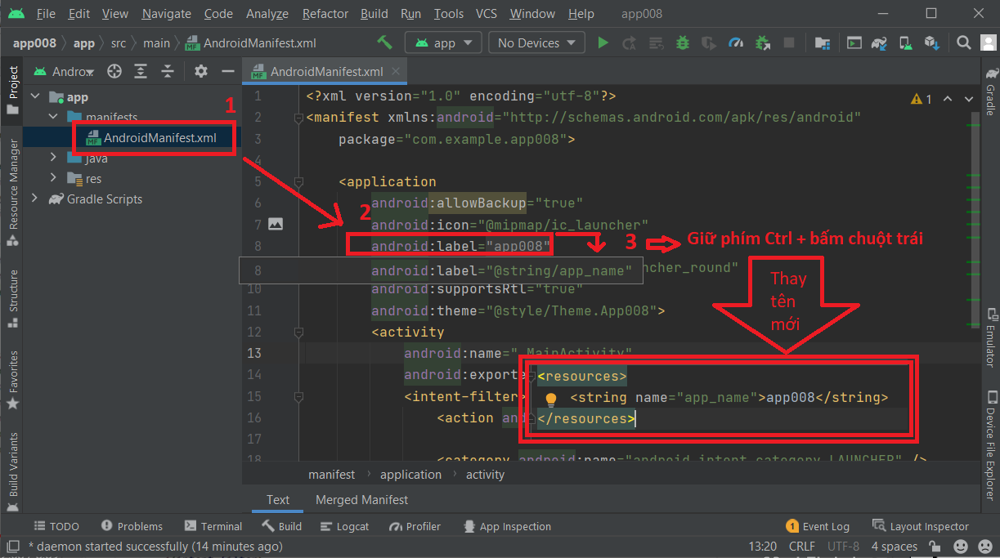 File Edit View Navigate Code Analyze Refactor Build Run Tools VCS Window Help app008
app008 app src main AndroidManifest.xml app No Devices
Project
Andro
AndroidManifest.xml
Gradle
app
manifests
1
AndroidManifest.xml
java
res
Gradle Scripts
Resource Manager
Structure
Favorites
Build Variants
1 <?xml version="1.0" encoding="utf-8"?>
1
2 <manifest xmlns:android="http://schemas.android.com/apk/res/android"
3 package="com.example.app008">
4
5 <application
6 android:allowBackup="true"
2
7 android:icon="@mipmap/ic_launcher"
8 android:label="app008"
3 Giữ phím Ctrl + bấm chuột trái
8 android:label="@string/app_name"
ncher_round"
10 android:supportsRtl="true"
11 android:theme="@style/Theme.App008">
Thay
tên
mới
12 <activity
13 android:name=".MainActivity"
14 android:exporte
<resources>
15 <intent-filter>
<string name="app_name">app008</string>
16 <action and
</resources>
17
18 <category android:name="android.intent.category.LAUNCHER" />
Emulator
Device File Explorer
manifest application activity
Text Merged Manifest
TODO Problems Terminal Build Logcat Profiler App Inspection 1 Event Log Layout Inspector
* daemon started successfully (14 minutes ago) 13:20 CRLF UTF-8 4 spaces